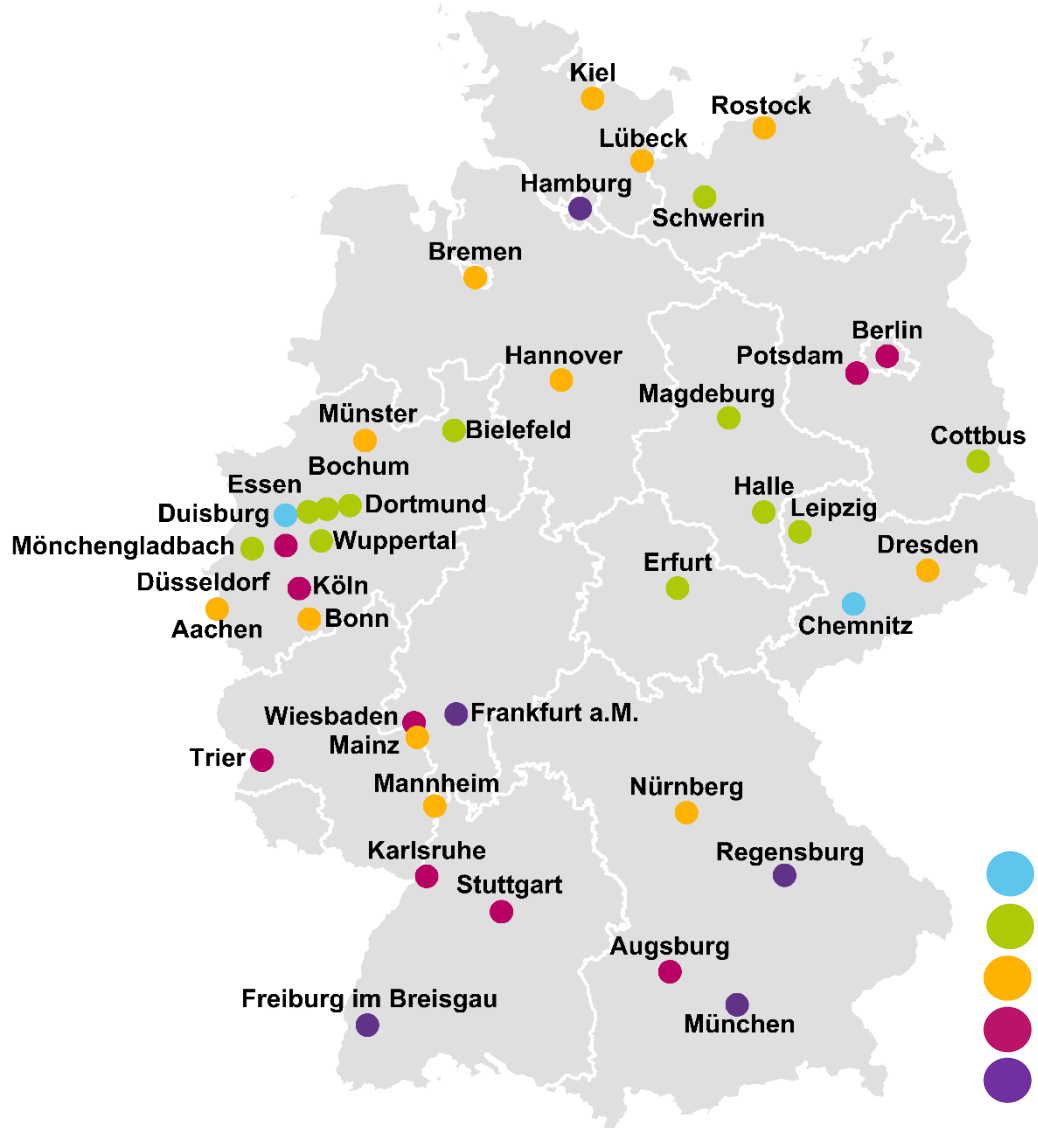 Kiel
Rostock
Lübeck
Hamburg
Schwerin
Bremen
Berlin
Hannover
Potsdam
Magdeburg
Münster
Bielefeld
Cottbus
Bochum
Essen
Halle
Dortmund
Leipzig
Duisburg
Wuppertal
Mönchengladbach
Dresden
Erfurt
Düsseldorf
Köln
Bonn
Aachen
Chemnitz
Frankfurt a.M.
Wiesbaden
Mainz
Trier
Mannheim
Nürnberg
Karlsruhe
Regensburg
Stuttgart
Augsburg
Freiburg im Breisgau
München